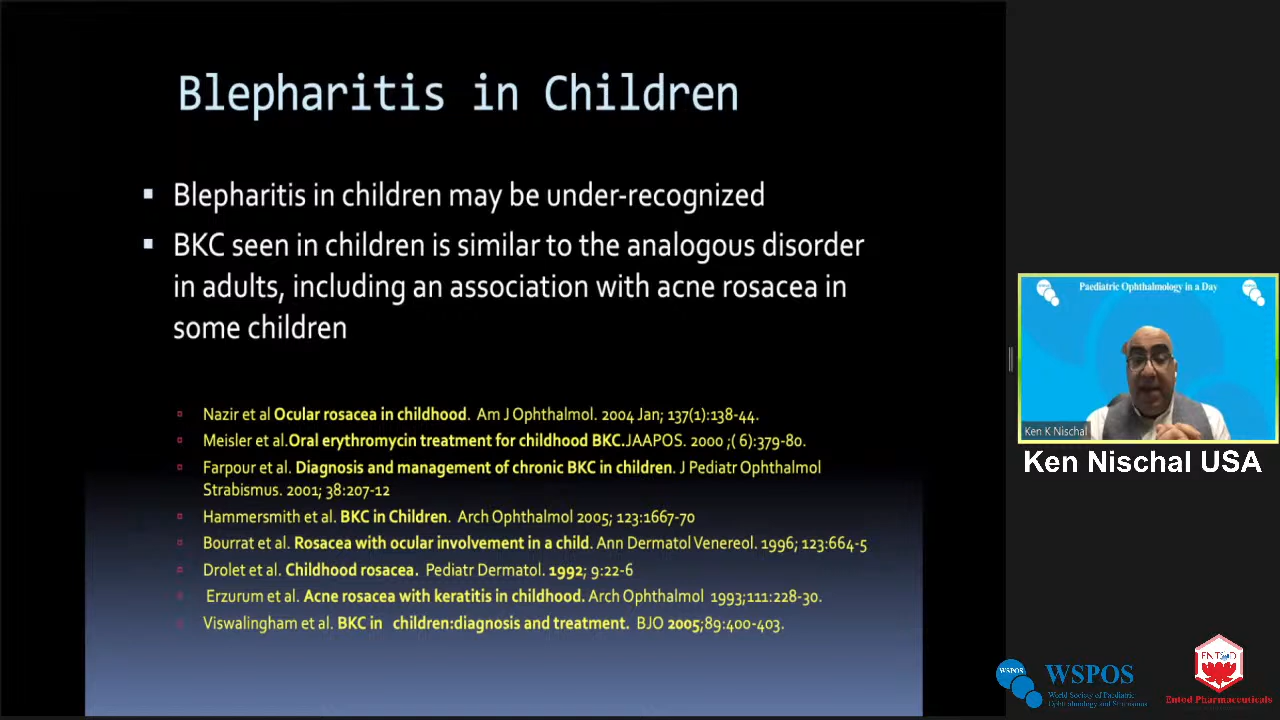 Blepharitis in Children
Blepharitis in children may be under-recognized
BKC seen in children is similar to the analogous disorder
in adults, including an association with acne rosacea in
some children
Nazir et al Ocular rosacea in childhood. Am J Ophthalmol. 2004 Jan; 137(1):138-44.
Meisler et al.Oral erythromycin treatment for childhood BKC.JAAPOS. 2000 ;( 6):379-80.
Farpour et al. Diagnosis and management of chronic BKC in children. J Pediatr Ophthalmol
Strabismus. 2001; 38:207-12
Hammersmith et al. BKC in Children. Arch Ophthalmol 2005; 123:1667-70
Bourrat et al. Rosacea with ocular involvement in a child. Ann Dermatol Venereol. 1996; 123:664-5
Drolet et al. Childhood rosacea. Pediatr Dermatol. 1992; 9:22-6
Erzurum et al. Acne rosacea with keratitis in childhood. Arch Ophthalmol 1993;111:228-30.
Viswalingham et al. BKC in children:diagnosis and treatment. BJO 2005;89:400-403.
Paediatric Ophthalmology in a Day
Ken K Nischal
Ken Nischal USA
WSPOS
WSPOS
World Society of Paediatric
Ophthalmology and Strabismus
ENTOD
Entod Pharmaceuticals